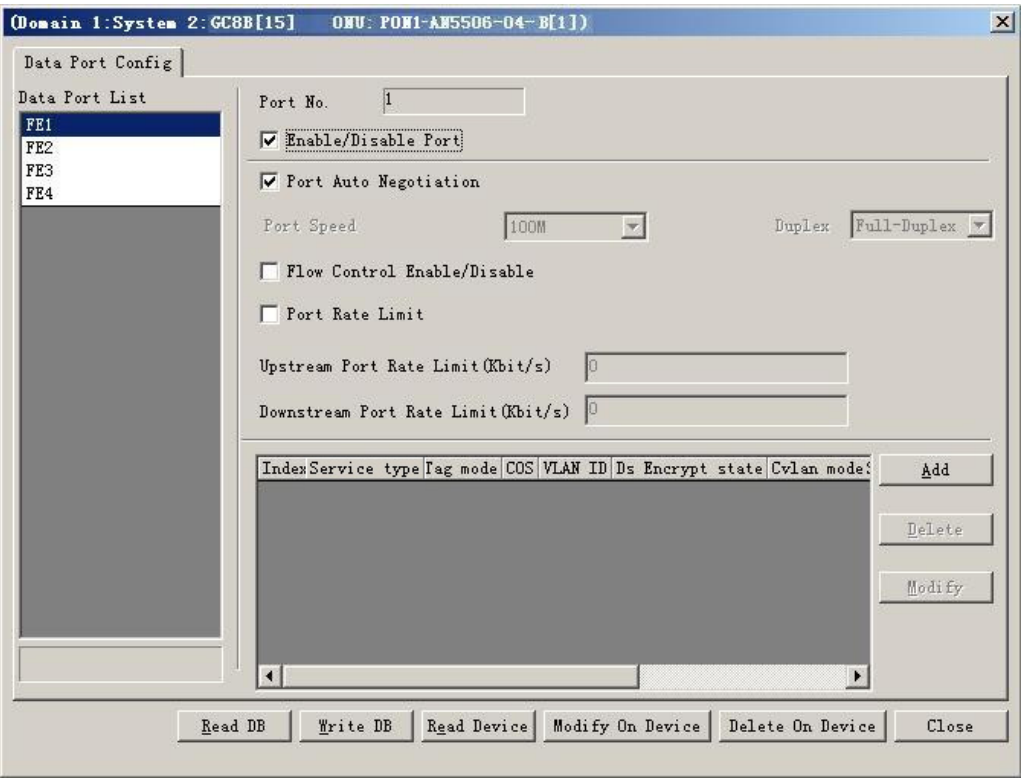 (Domain 1:System 2:GC8B[15] ONU: PON1-AN5506-04-B[1])
Data Port Config
Data Port List
FE1
FE2
FE3
FE4
Port No. 1
Enable/Disable Port
Port Auto Negotiation
Port Speed 100M Duplex Full-Duplex
Flow Control Enable/Disable
Port Rate Limit
Upstream Port Rate Limit(Kbit/s) 0
Downstream Port Rate Limit(Kbit/s) 0
Index Service type Tag mode COS VLAN ID Ds Encrypt state Cvlan mode S
Add
Delete
Modify
Read DB Write DB Read Device Modify On Device Delete On Device Close